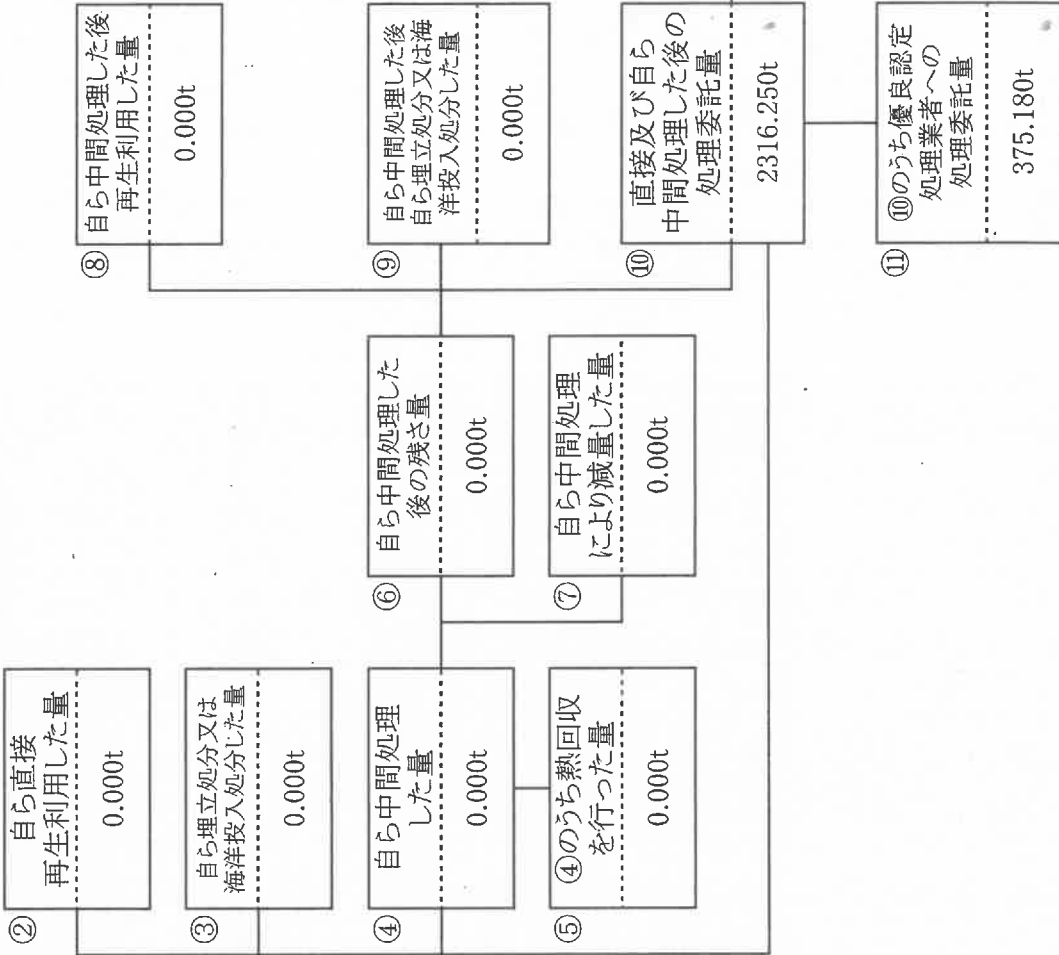 ②
自ら直接
再生利用した量
0.000t
③
自ら埋立処分又は
海洋投入処分した量
0.000t
④
自ら中間処理
した量
0.000t
⑤
④のうち熱回収
を行った量
0.000t
⑥
自ら中間処理した
後の残さ量
0.000t
⑦
自ら中間処理
により減量した量
0.000t
⑧
自ら中間処理した後
再生利用した量
0.000t
⑨
自ら中間処理した後
自ら埋立処分又は海
洋投入処分した量
0.000t
⑩
直接及び自ら
中間処理した後の
処理委託量
2316.250t
⑪
⑩のうち優良認定
処理業者への
処理委託量
375.180t